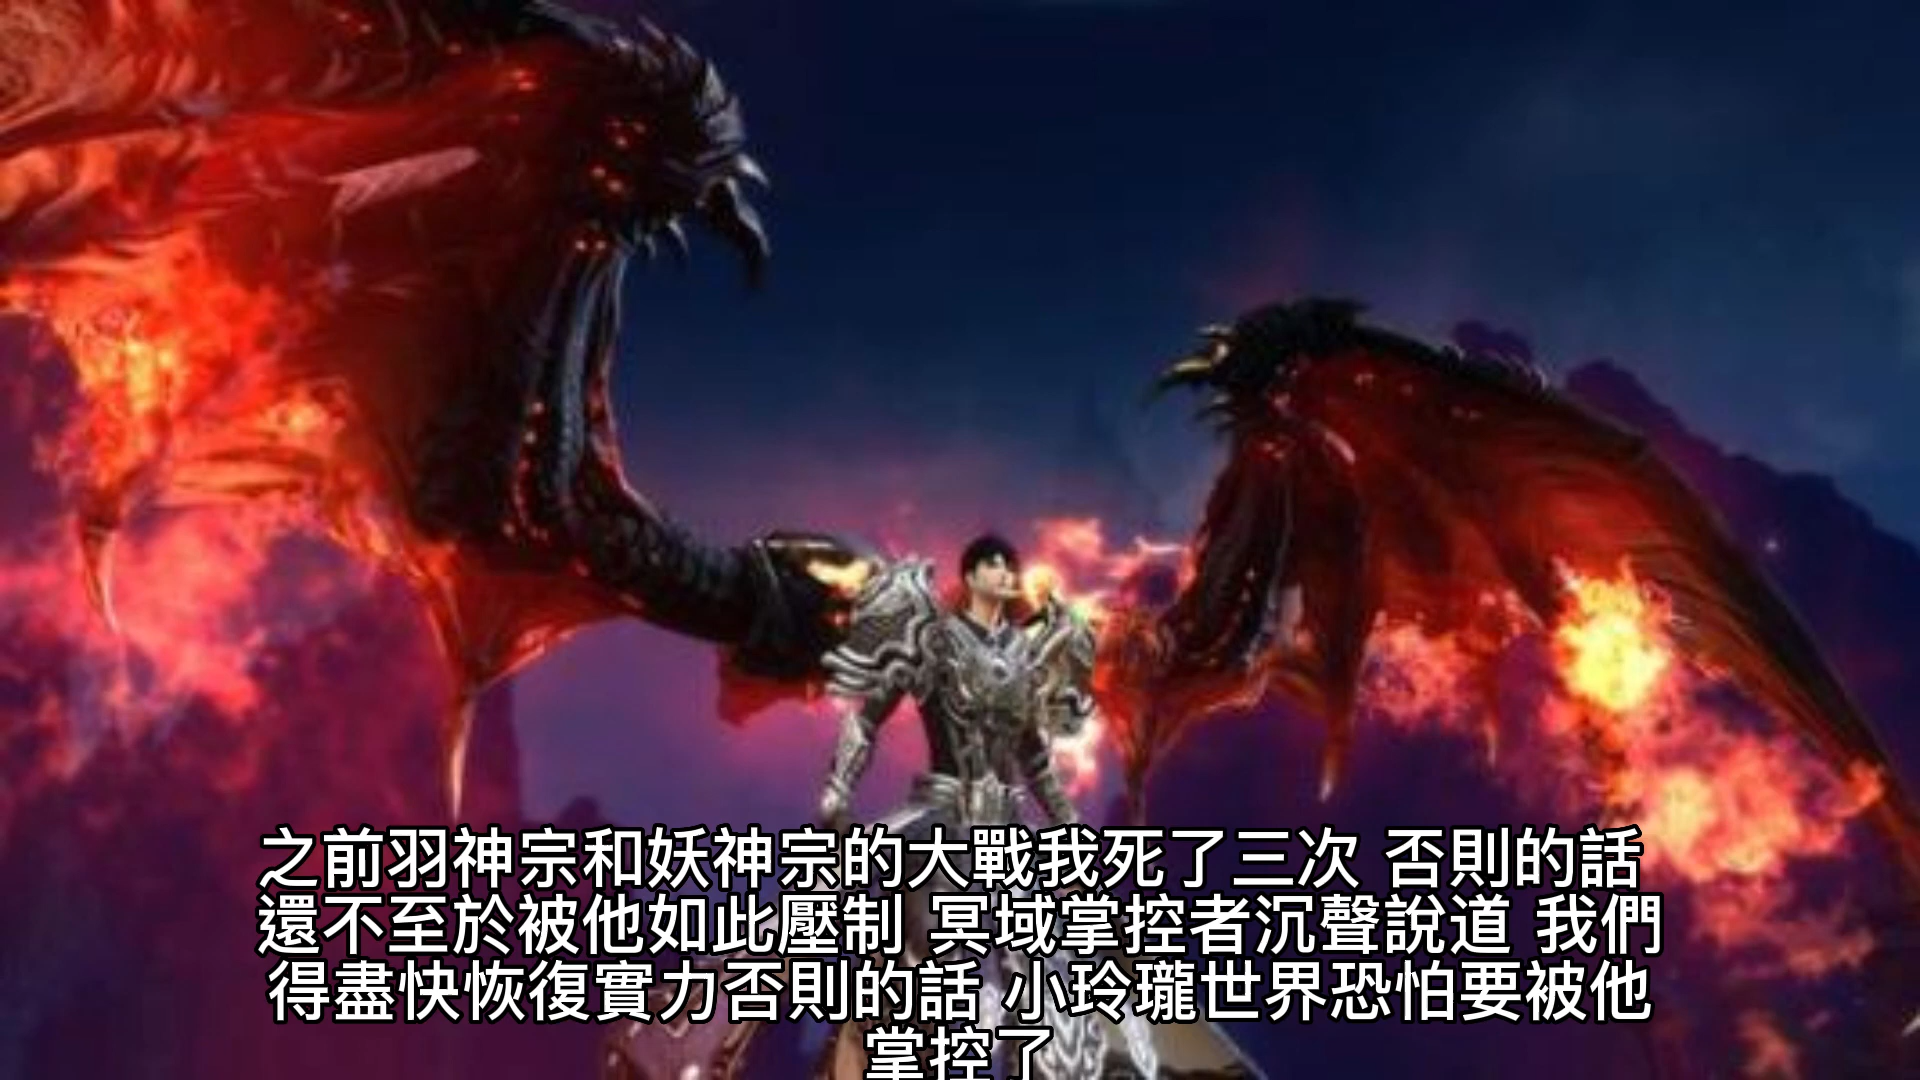 之前羽神宗和妖神宗的大戰我死了三次 否則的話
還不至於被他如此壓制 冥域掌控者沉聲說道 我們
得盡快恢復實力否則的話 小玲瓏世界恐怕要被他
掌控了